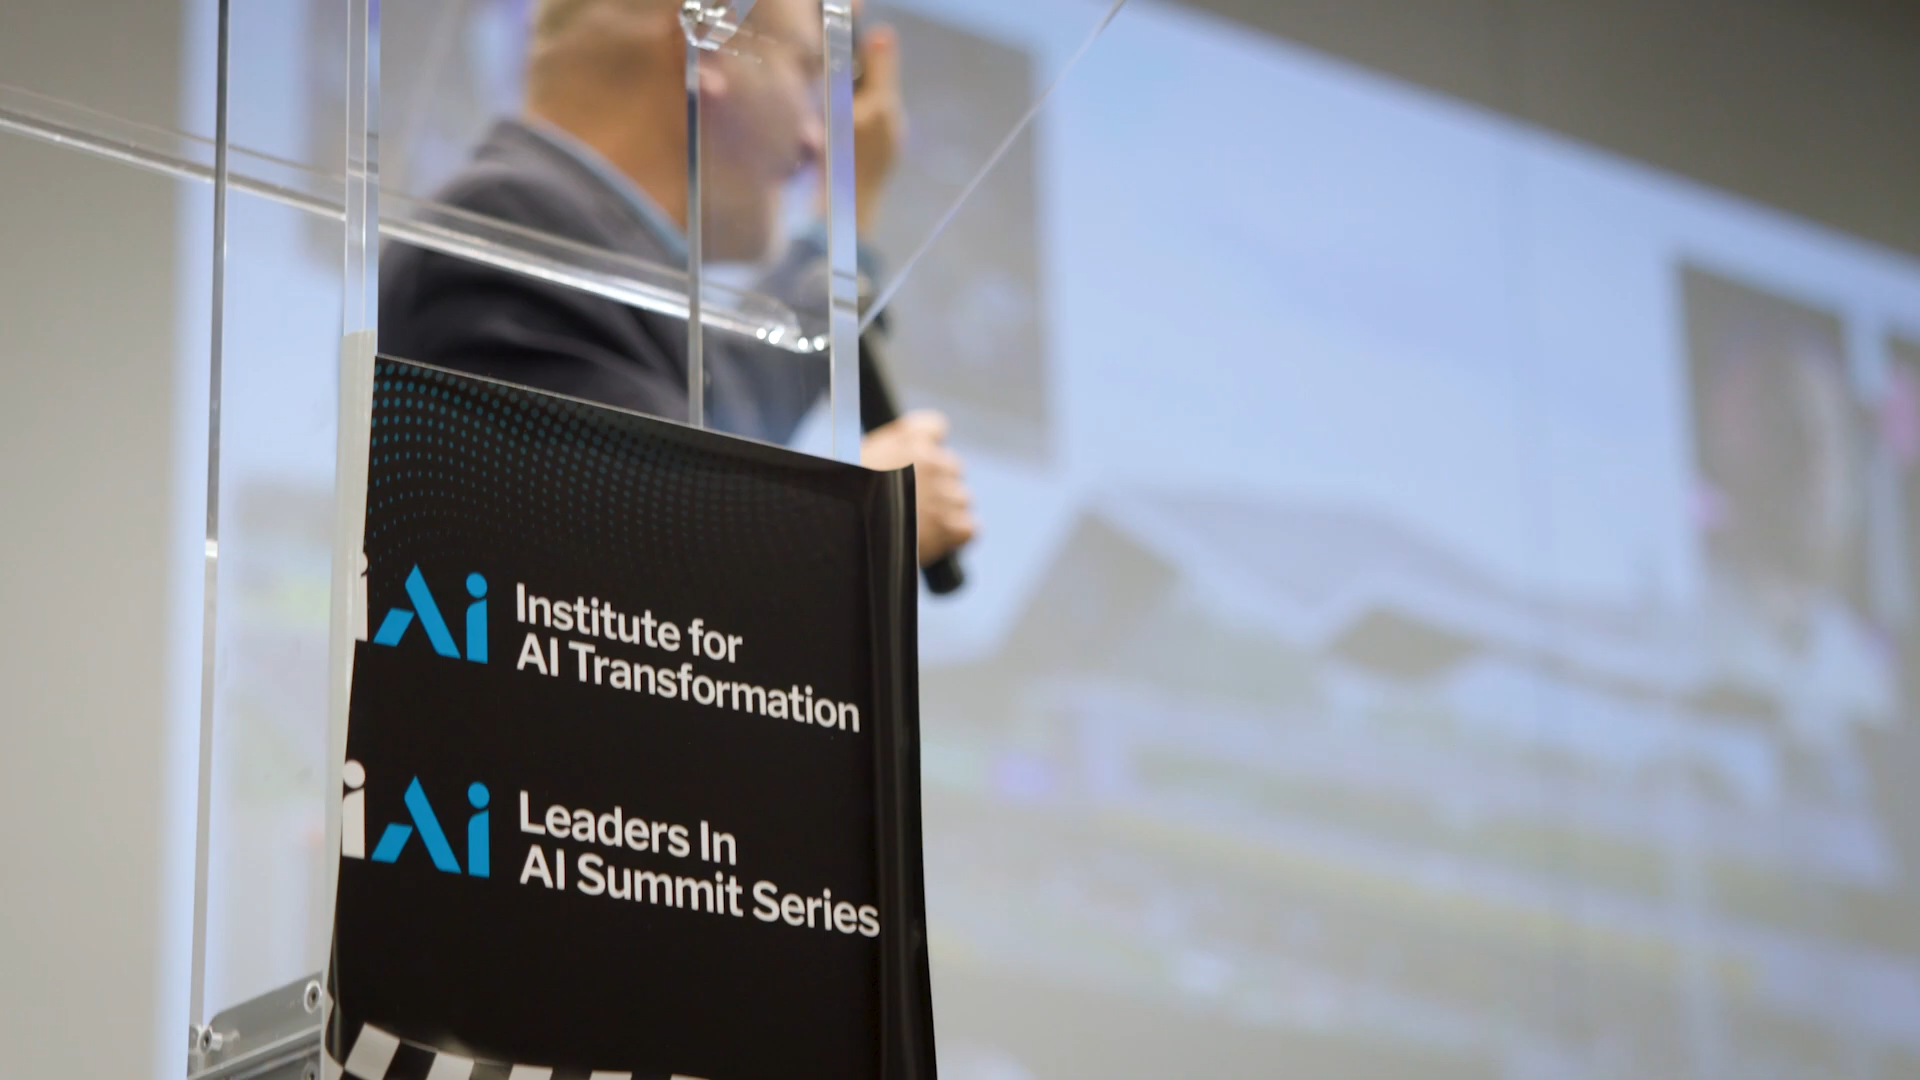 iAi Institute for
AI Transformation
iAi Leaders In
AI Summit Series